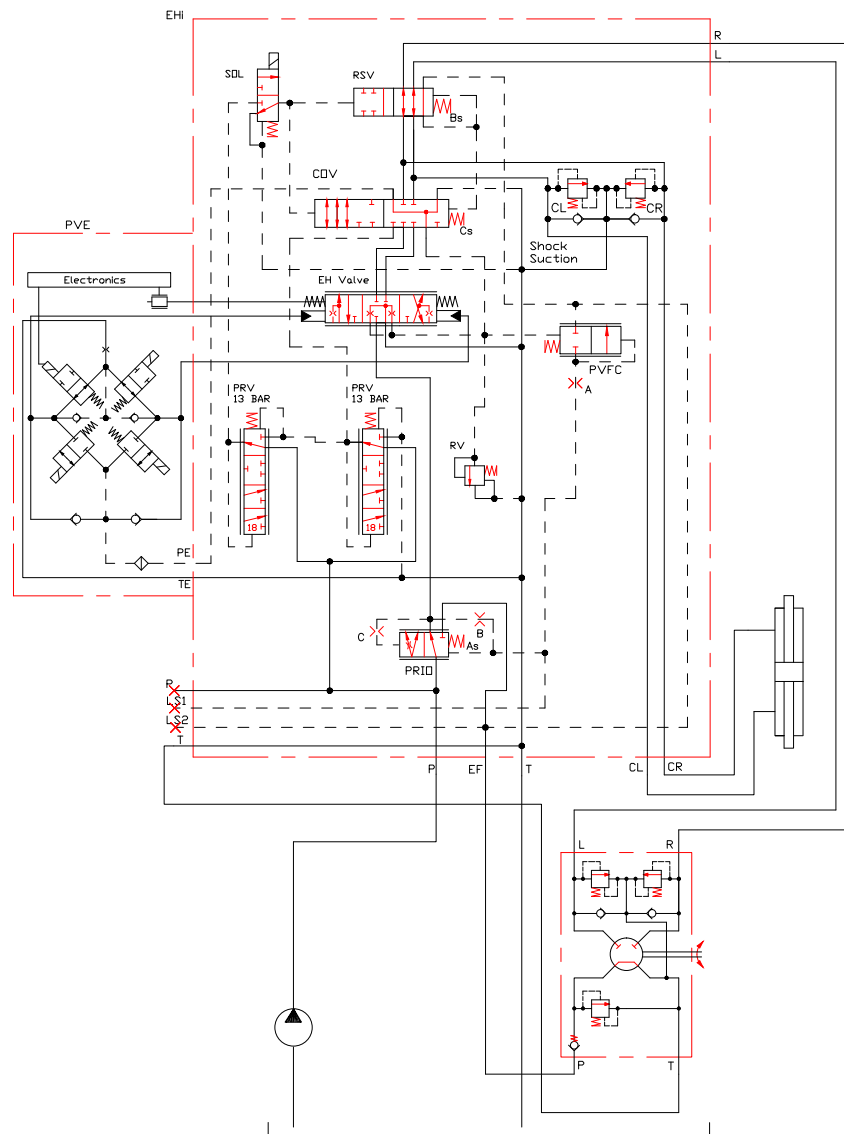 EHi
R
L
SOL
RSV
Bs
COV
Cs
CL
CR
Shock
Suction
PVE
Electronics
EH Valve
PVFC
A
PRV
13 BAR
PRV
13 BAR
RV
18
18
PE
TE
C
B
As
PRIO
P
LS1
LS2
T
P
EF
T
CL
CR
L
R
P
T